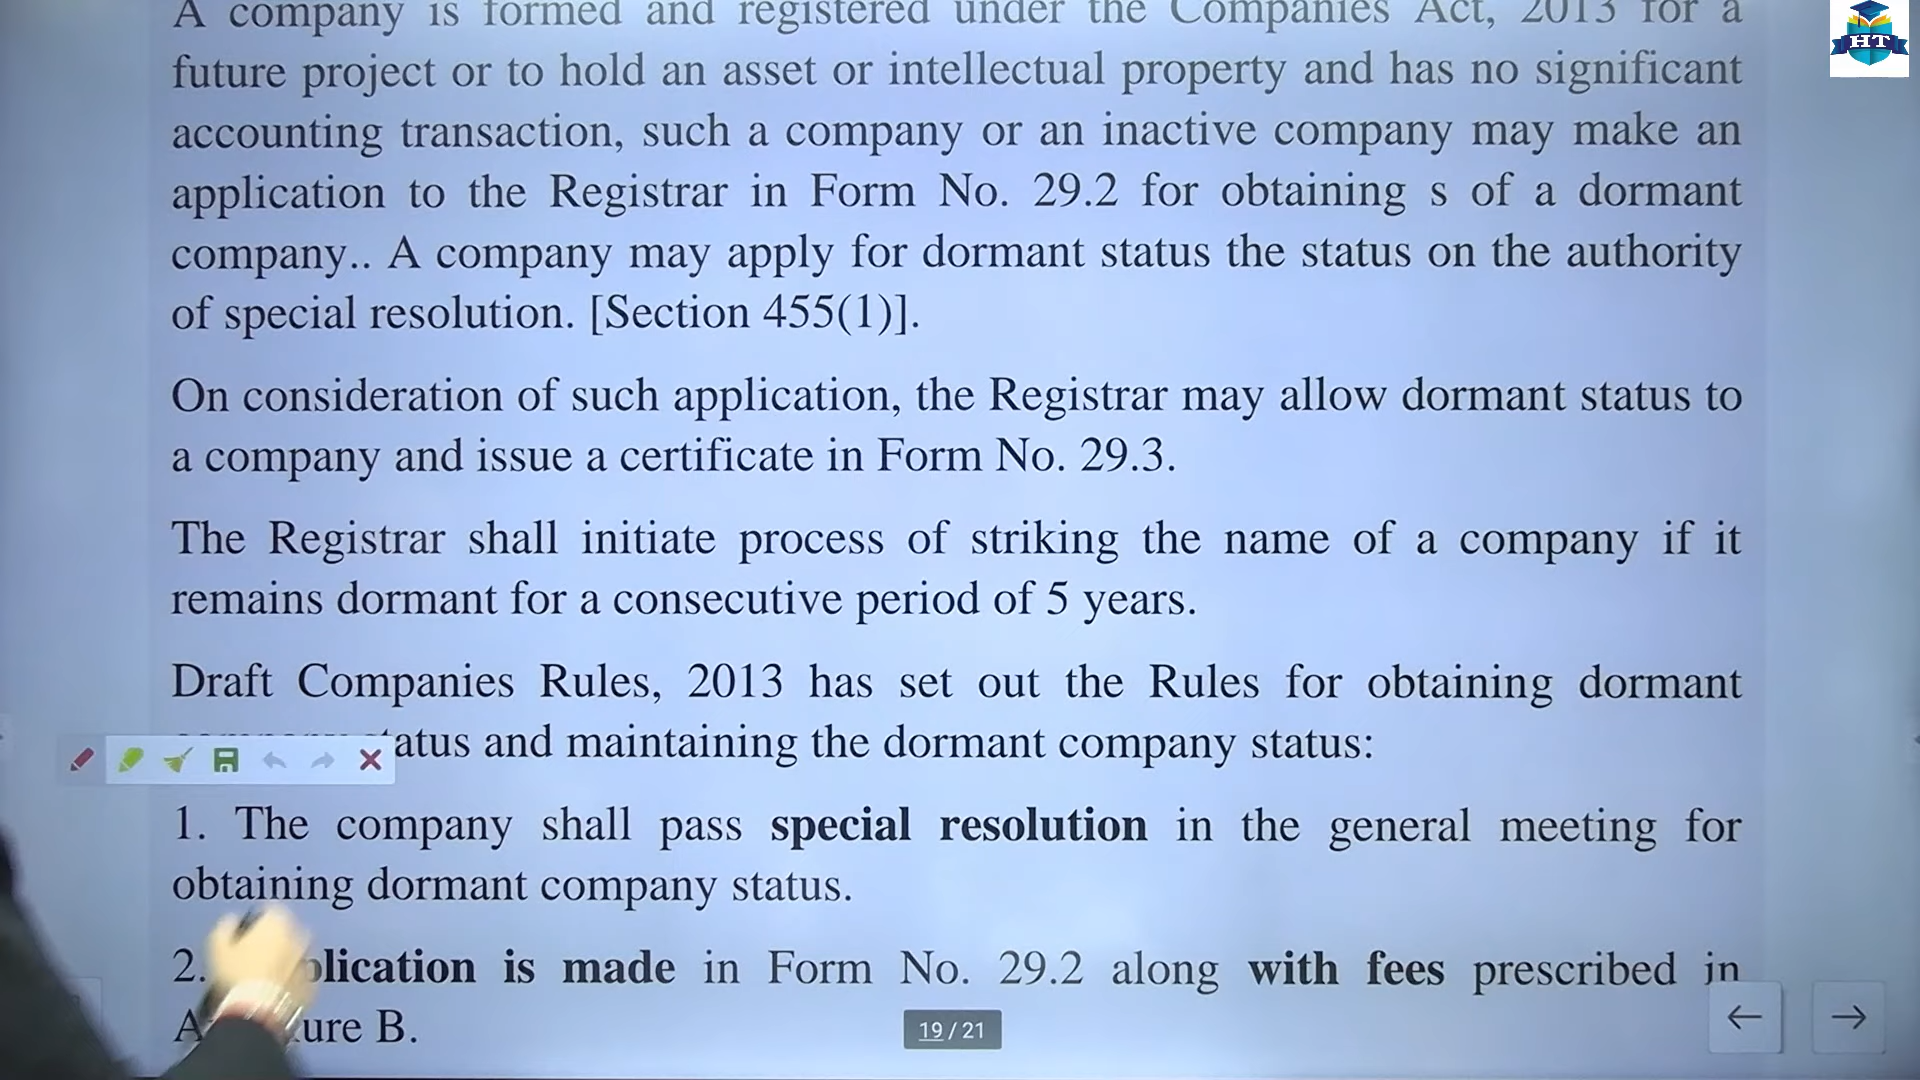 A company is formed and registered under the Companies Act, 2013 for a
future project or to hold an asset or intellectual property and has no significant
accounting transaction, such a company or an inactive company may make an
application to the Registrar in Form No. 29.2 for obtaining s of a dormant
company.. A company may apply for dormant status the status on the authority
of special resolution. [Section 455(1)].
On consideration of such application, the Registrar may allow dormant status to
a company and issue a certificate in Form No. 29.3.
The Registrar shall initiate process of striking the name of a company if it
remains dormant for a consecutive period of 5 years.
Draft Companies Rules, 2013 has set out the Rules for obtaining dormant
atus and maintaining the dormant company status:
1. The company shall pass special resolution in the general meeting for
obtaining dormant company status.
2. plication is made in Form No. 29.2 along with fees prescribed in
A ure B.
19 / 21
HT